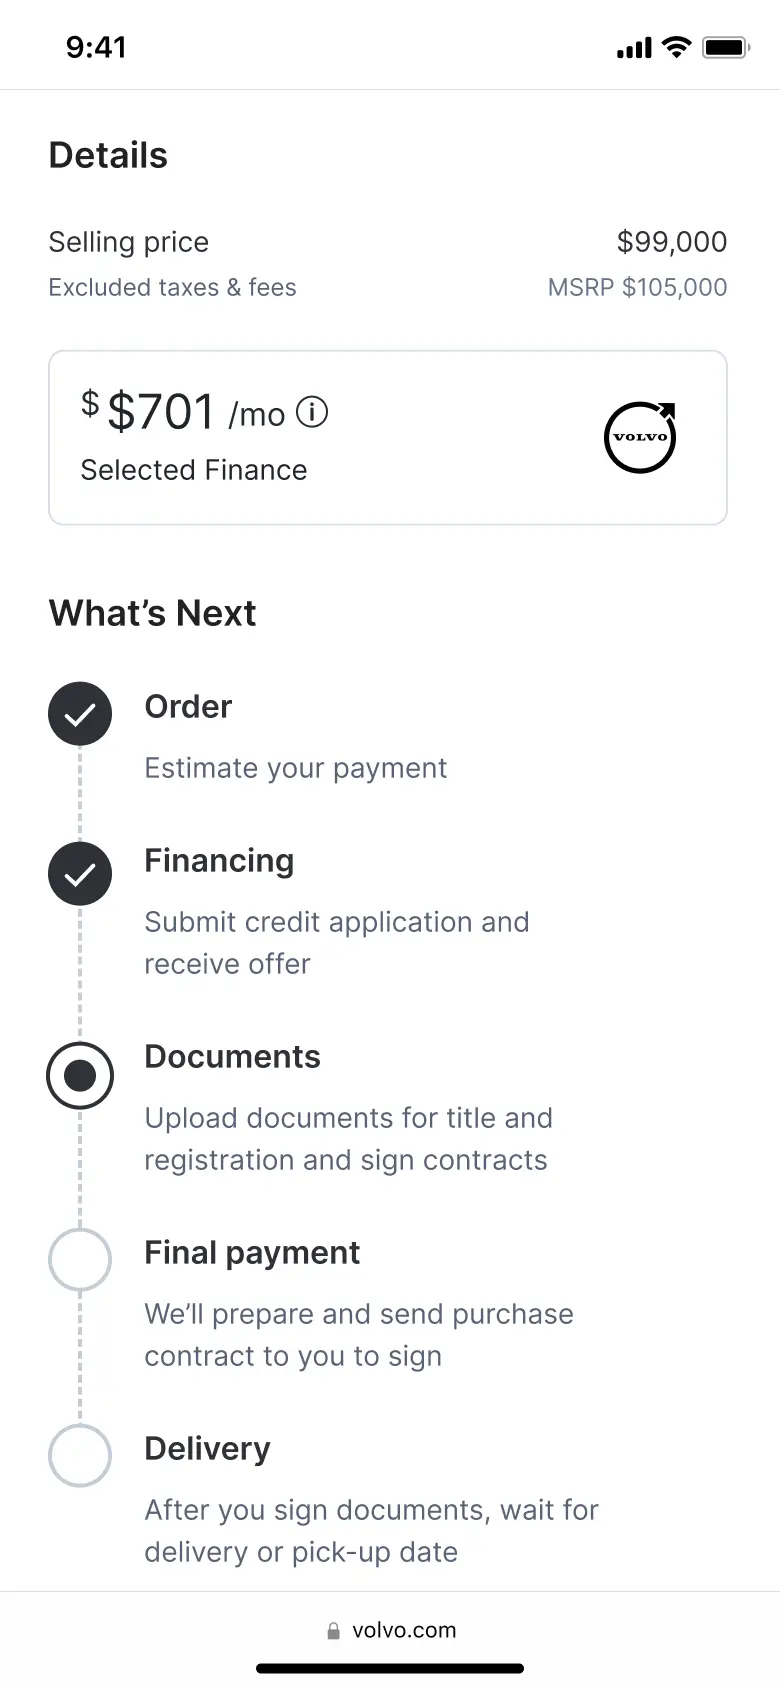 9:41
Details
Selling price $99,000
Excluded taxes & fees MSRP $105,000
$ $701 /mo
VOLVO
Selected Finance
What’s Next
Order
Estimate your payment
Financing
Submit credit application and
receive offer
Documents
Upload documents for title and
registration and sign contracts
Final payment
We’ll prepare and send purchase
contract to you to sign
Delivery
After you sign documents, wait for
delivery or pick-up date
volvo.com